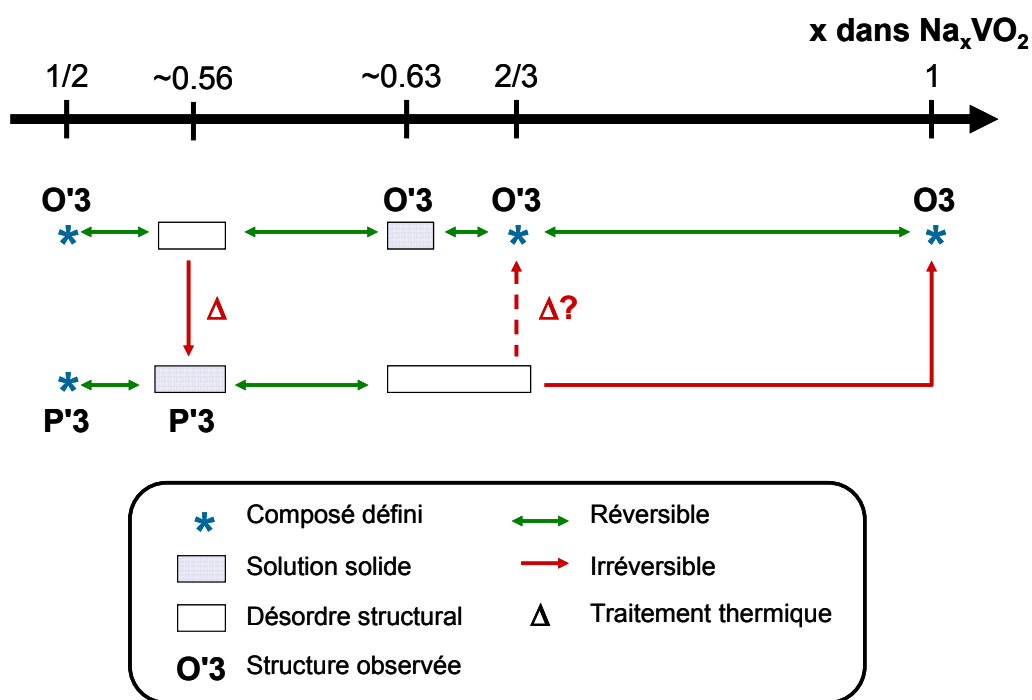 x dans NaₓVO₂
1/2 ~0.56 ~0.63 2/3 1
O'3 O'3 O'3 O3
* * *
Δ Δ?
*
P'3 P'3
* Composé défini Réversible
Solution solide Irréversible
Désordre structural Δ Traitement thermique
O'3 Structure observée